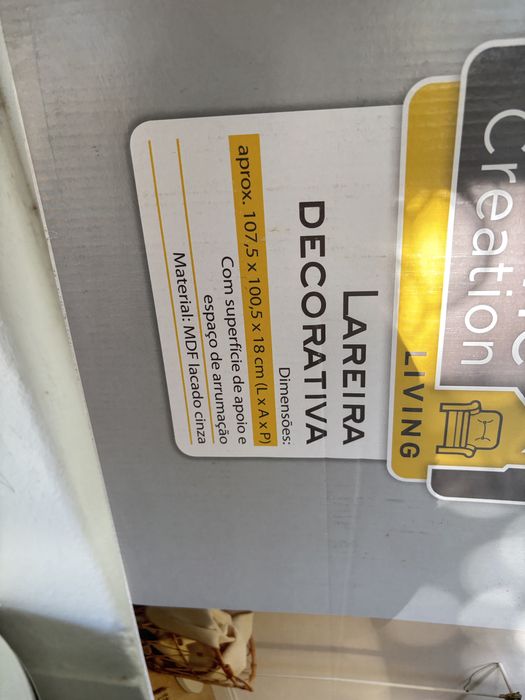 Creation
LIVING
LAREIRA
DECORATIVA
Dimensões:
aprox. 107,5 x 100,5 x 18 cm (L x A x P)
Com superfície de apoio e
espaço de arrumação
Material: MDF lacado cinza